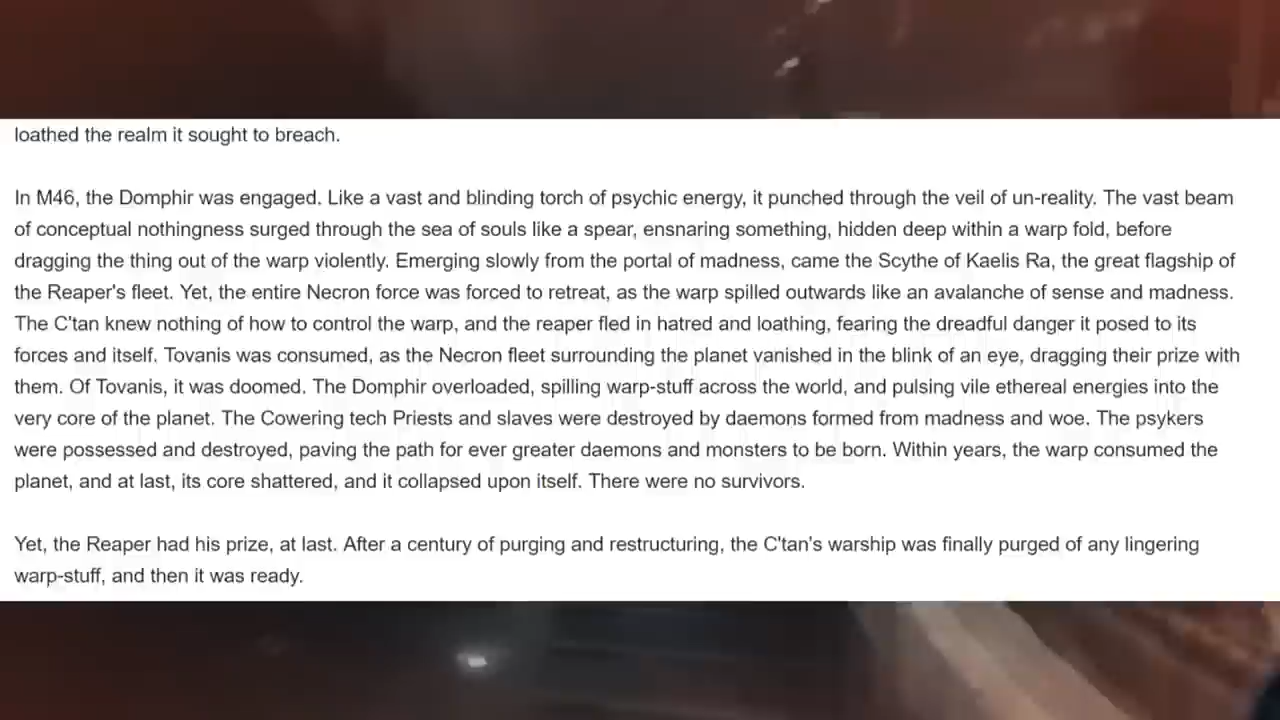 loathed the realm it sought to breach.
In M46, the Domphir was engaged. Like a vast and blinding torch of psychic energy, it punched through the veil of un-reality. The vast beam
of conceptual nothingness surged through the sea of souls like a spear, ensnaring something, hidden deep within a warp fold, before
dragging the thing out of the warp violently. Emerging slowly from the portal of madness, came the Scythe of Kaelis Ra, the great flagship of
the Reaper's fleet. Yet, the entire Necron force was forced to retreat, as the warp spilled outwards like an avalanche of sense and madness.
The C'tan knew nothing of how to control the warp, and the reaper fled in hatred and loathing, fearing the dreadful danger it posed to its
forces and itself. Tovanis was consumed, as the Necron fleet surrounding the planet vanished in the blink of an eye, dragging their prize with
them. Of Tovanis, it was doomed. The Domphir overloaded, spilling warp-stuff across the world, and pulsing vile ethereal energies into the
very core of the planet. The Cowering tech Priests and slaves were destroyed by daemons formed from madness and woe. The psykers
were possessed and destroyed, paving the path for ever greater daemons and monsters to be born. Within years, the warp consumed the
planet, and at last, its core shattered, and it collapsed upon itself. There were no survivors.
Yet, the Reaper had his prize, at last. After a century of purging and restructuring, the C'tan's warship was finally purged of any lingering
warp-stuff, and then it was ready.